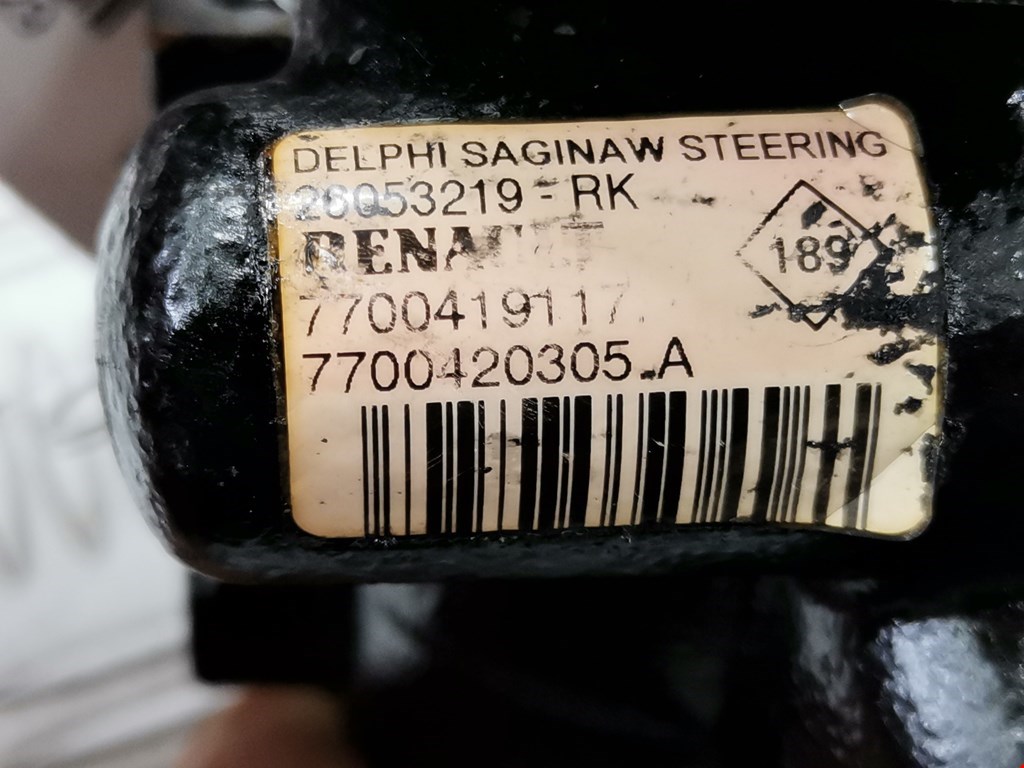 DELPHI SAGINAW STEERING
26053219 - RK
RENAULT
189
7700419117
7700420305.A